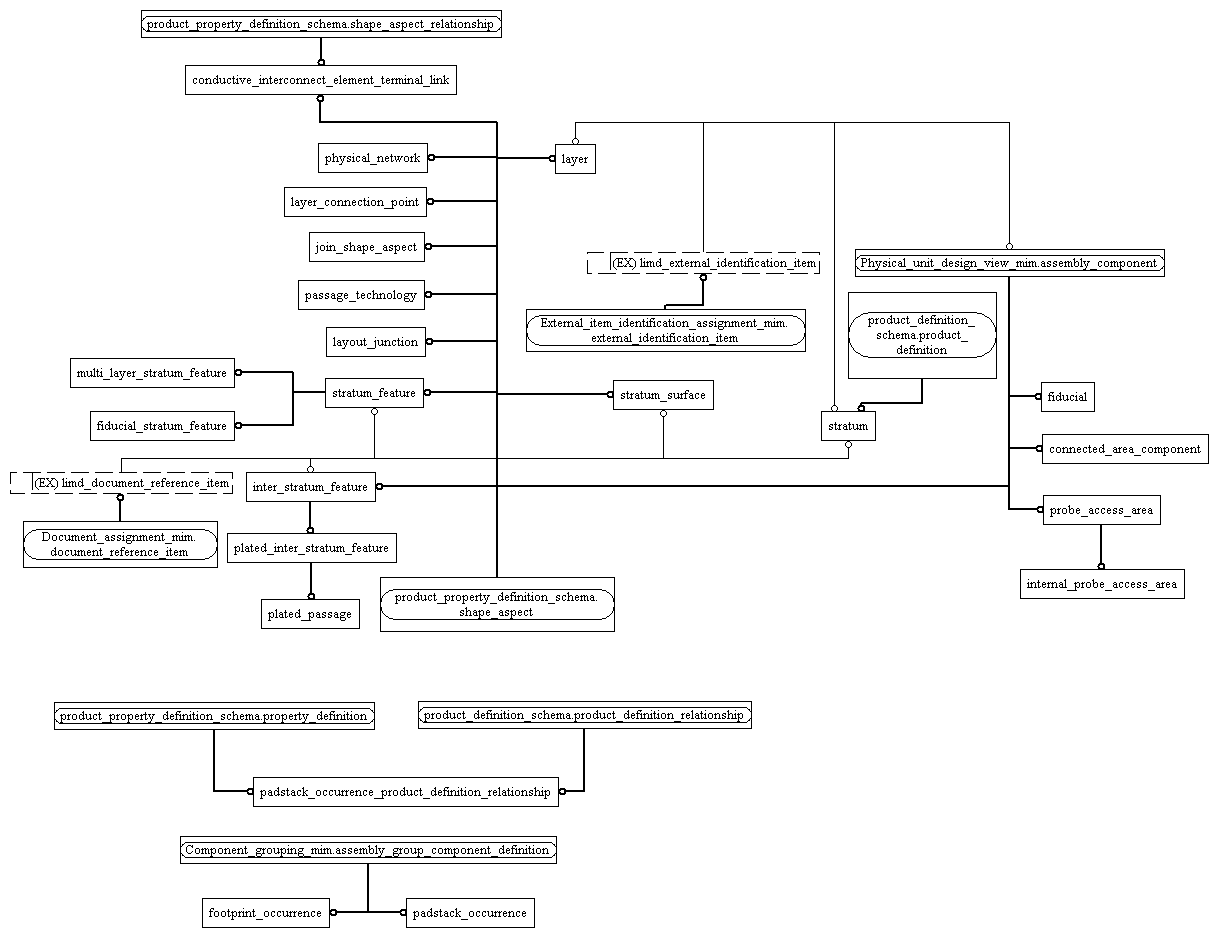 product_property_definition_schema.shape_aspect_relationship
conductive_interconnect_element_terminal_link
physical_network
layer
layer_connection_point
join_shape_aspect
(EX) limd_external_identification_item
Physical_unit_design_view_mim.assembly_component
passage_technology
External_item_identification_assignment_mim.
external_identification_item
product_definition_
schema.product_
definition
layout_junction
multi_layer_stratum_feature
stratum_feature
stratum_surface
fiducial
fiducial_stratum_feature
stratum
connected_area_component
(EX) limd_document_reference_item
inter_stratum_feature
probe_access_area
Document_assignment_mim.
document_reference_item
plated_inter_stratum_feature
internal_probe_access_area
product_property_definition_schema.
shape_aspect
plated_passage
product_property_definition_schema.property_definition
product_definition_schema.product_definition_relationship
padstack_occurrence_product_definition_relationship
Component_grouping_mim.assembly_group_component_definition
footprint_occurrence
padstack_occurrence